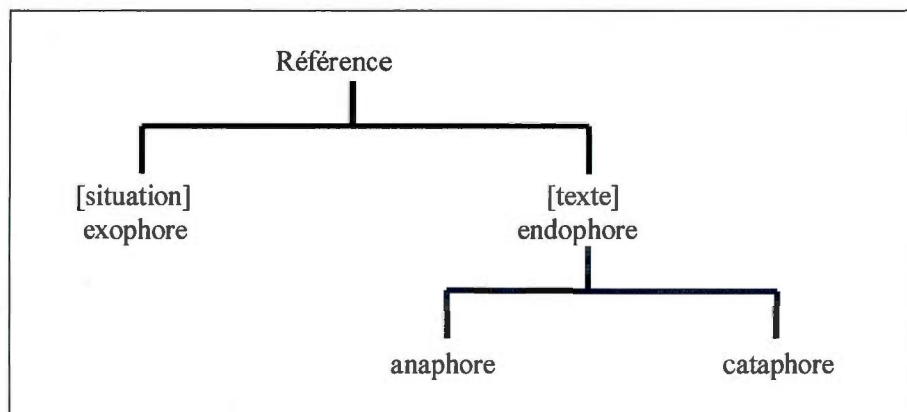 Référence
[situation] [texte]
exophore endophore
anaphore cataphore